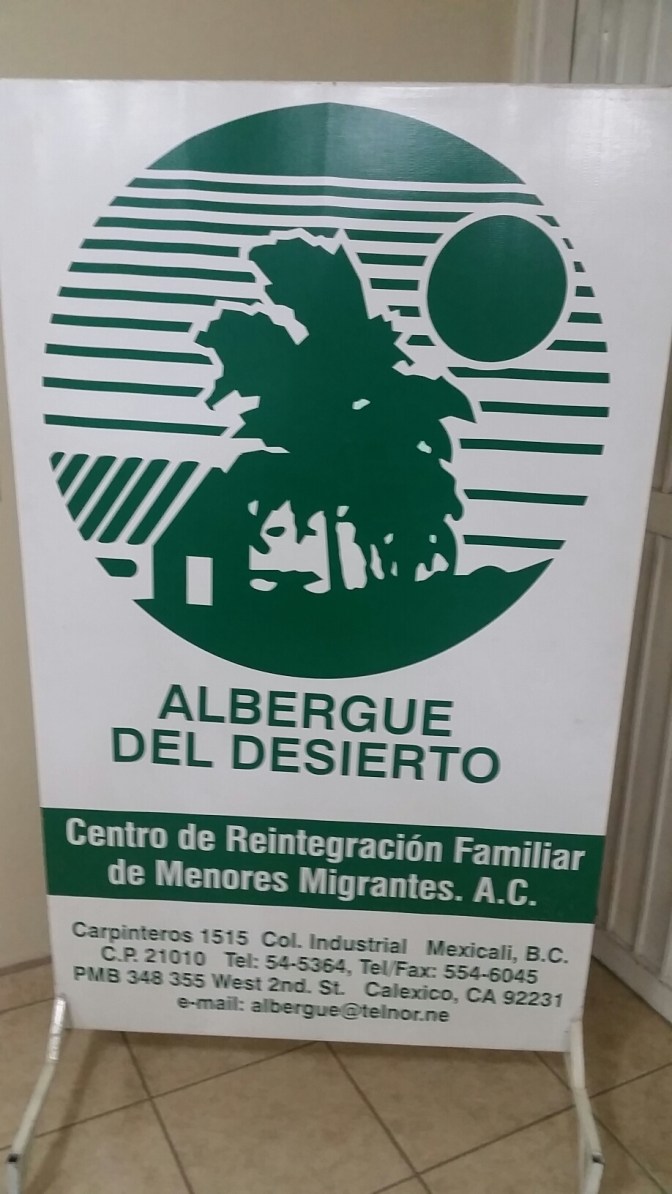 ALBERGUE
DEL DESIERTO
Centro de Reintegración Familiar
de Menores Migrantes. A.C.
Carpinteros 1515 Col. Industrial Mexicali, B.C.
C.P. 21010 Tel: 54-5364, Tel/Fax: 554-6045
PMB 348 355 West 2nd. St. Calexico, CA 92231
e-mail: albergue@telnor.ne